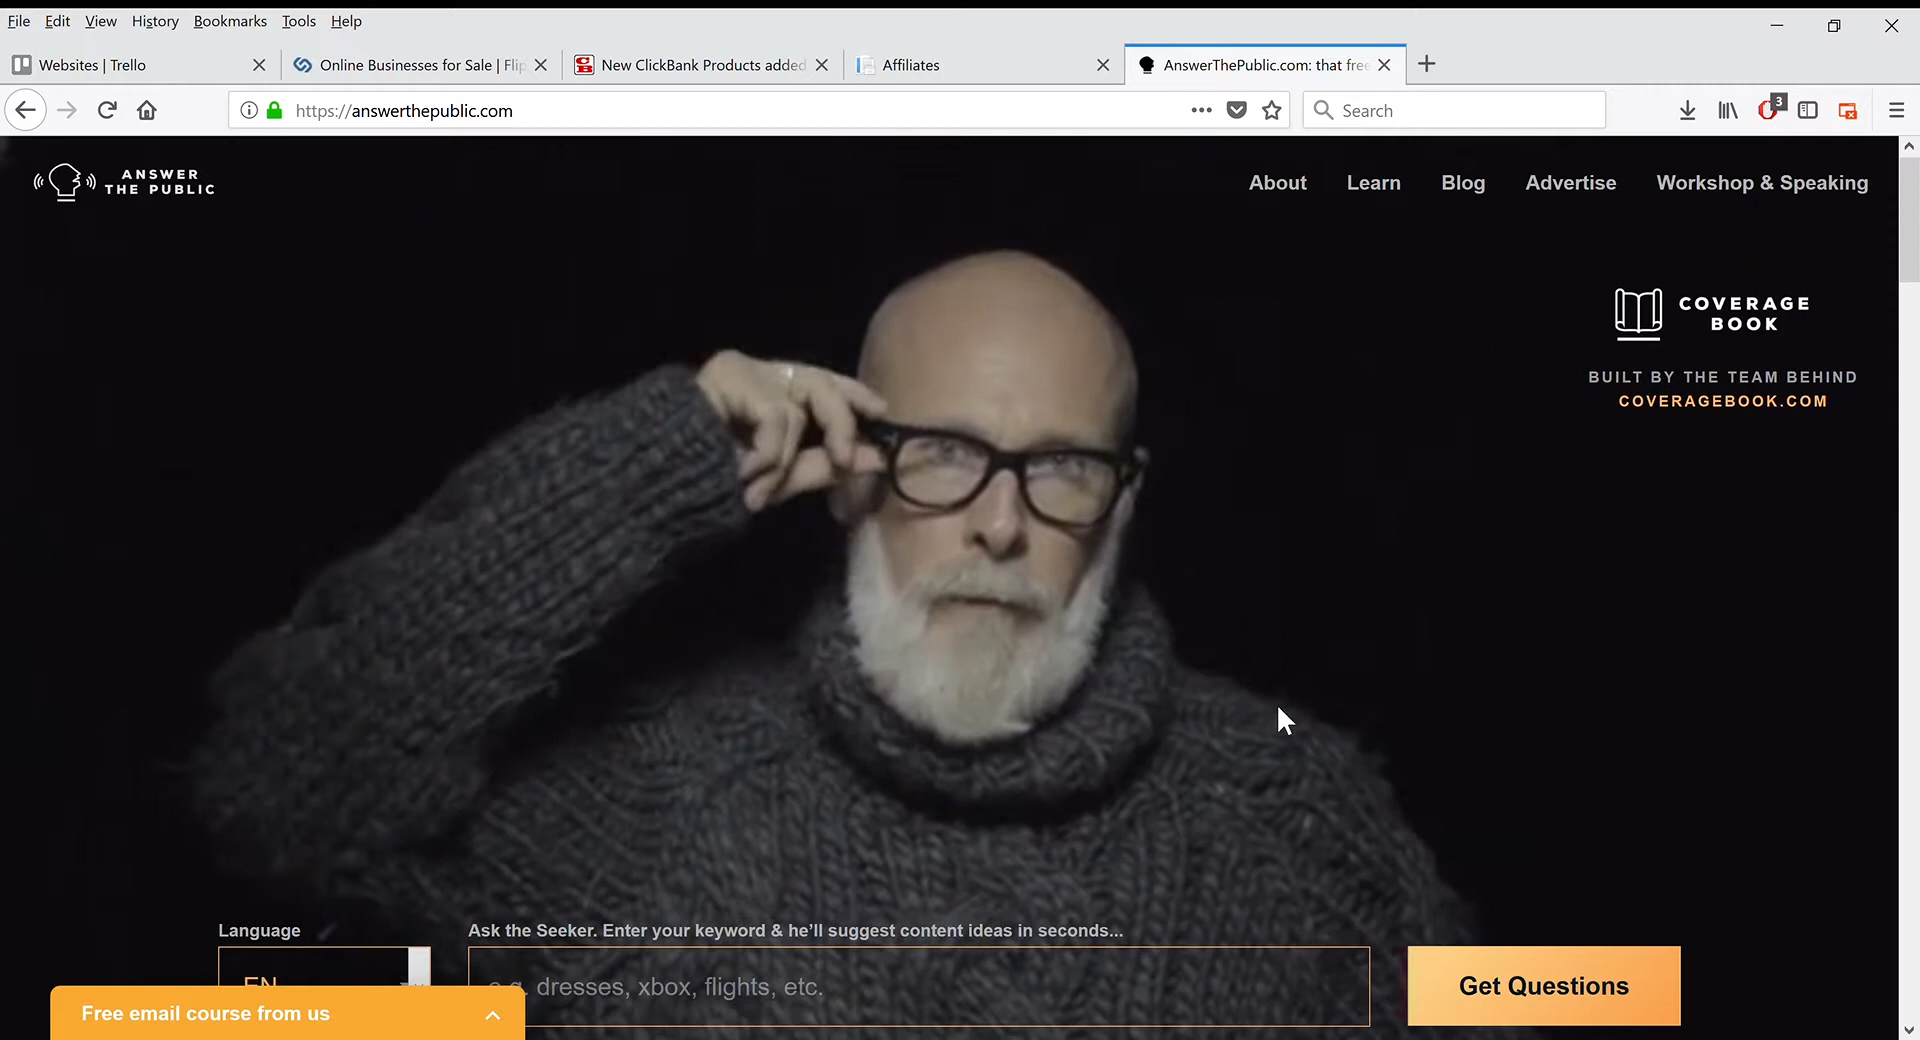 File Edit View History Bookmarks Tools Help
Websites | Trello
Online Businesses for Sale | Flip
New ClickBank Products added
Affiliates
AnswerThePublic.com: that free
https://answerthepublic.com
Search
3
ANSWER
THE PUBLIC
About Learn Blog Advertise Workshop & Speaking
COVERAGE
BOOK
BUILT BY THE TEAM BEHIND
COVERAGEBOOK.COM
Language
Ask the Seeker. Enter your keyword & he'll suggest content ideas in seconds...
EN
e.g. dresses, xbox, flights, etc.
Get Questions
Free email course from us